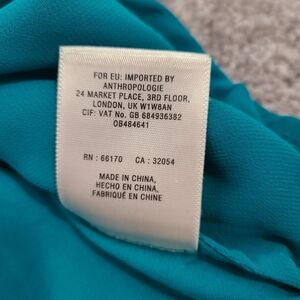 FOR EU: IMPORTED BY
ANTHROPOLOGIE
24 MARKET PLACE, 3RD FLOOR,
LONDON, UK W1W8AN
CIF: VAT No. GB 684936382
OB484641
RN : 66170 CA : 32054
MADE IN CHINA,
HECHO EN CHINA,
FABRIQUÉ EN CHINE